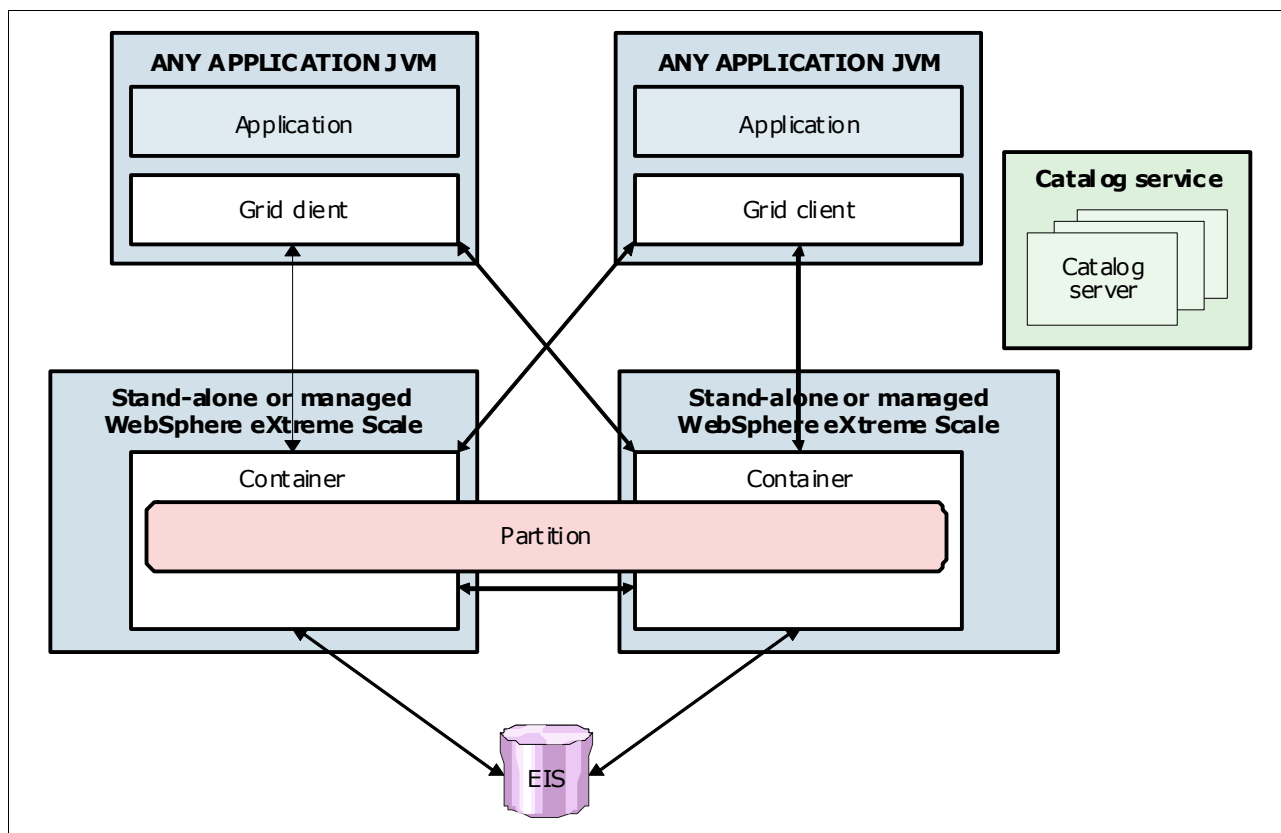 ANY APPLICATION JVM
Application
Grid client
ANY APPLICATION JVM
Application
Grid client
Catalog service
Catalog
server
Stand-alone or managed
WebSphere eXtreme Scale
Container
Stand-alone or managed
WebSphere eXtreme Scale
Container
Partition
EIS